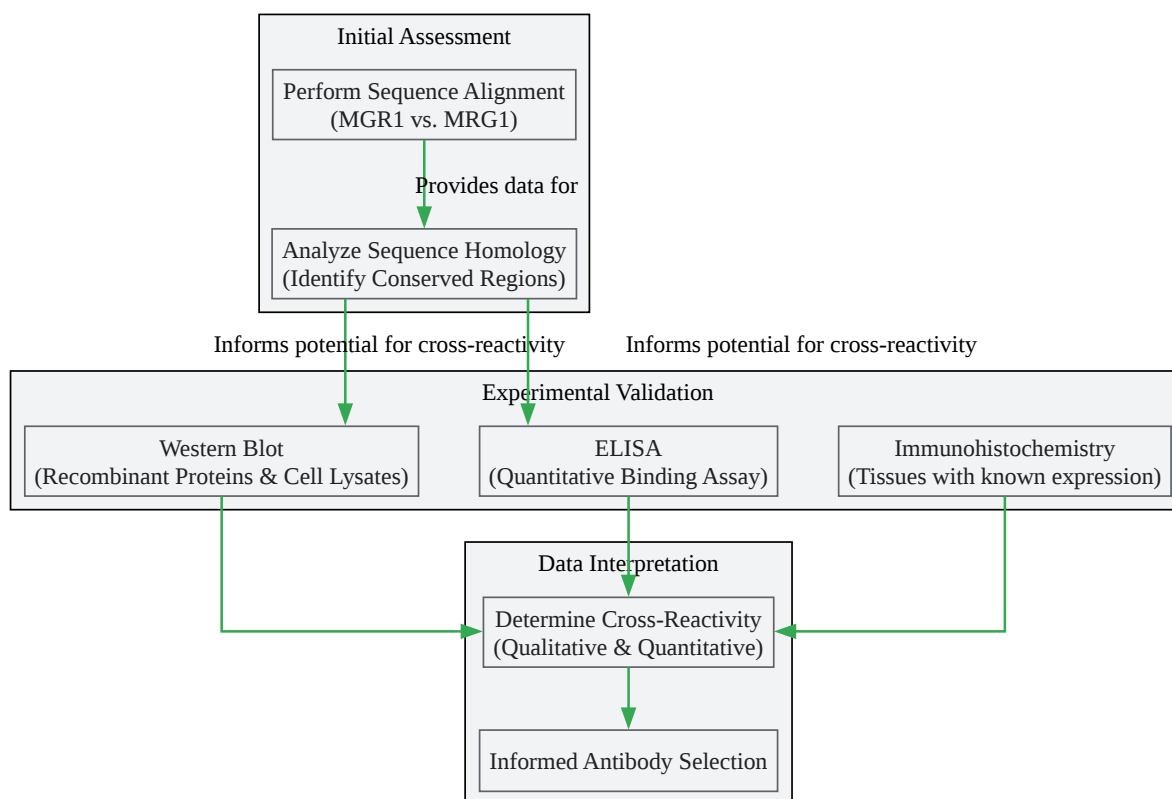 Initial Assessment
Perform Sequence Alignment
(MGR1 vs. MRG1)
Provides data for
Analyze Sequence Homology
(Identify Conserved Regions)
Informs potential for cross-reactivity
Informs potential for cross-reactivity
Experimental Validation
Western Blot
(Recombinant Proteins & Cell Lysates)
ELISA
(Quantitative Binding Assay)
Immunohistochemistry
(Tissues with known expression)
Data Interpretation
Determine Cross-Reactivity
(Qualitative & Quantitative)
Informed Antibody Selection